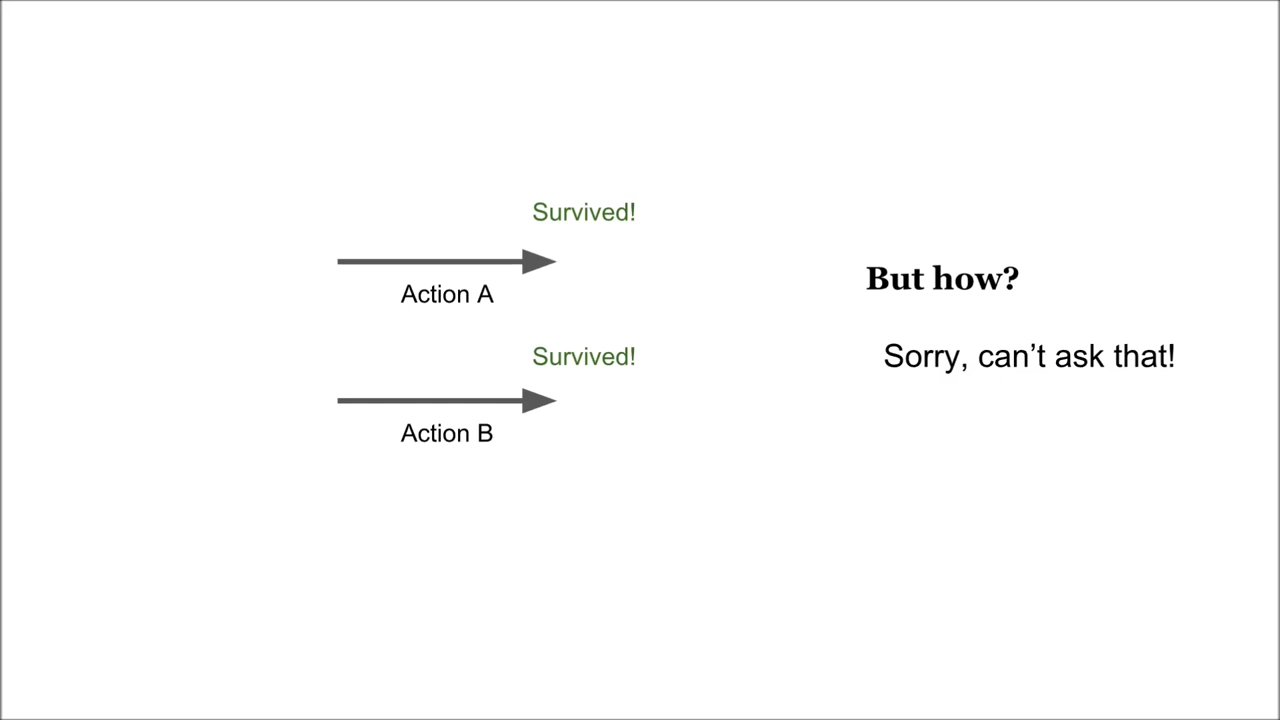 Survived!
Action A
Survived!
Action B
But how?
Sorry, can’t ask that!